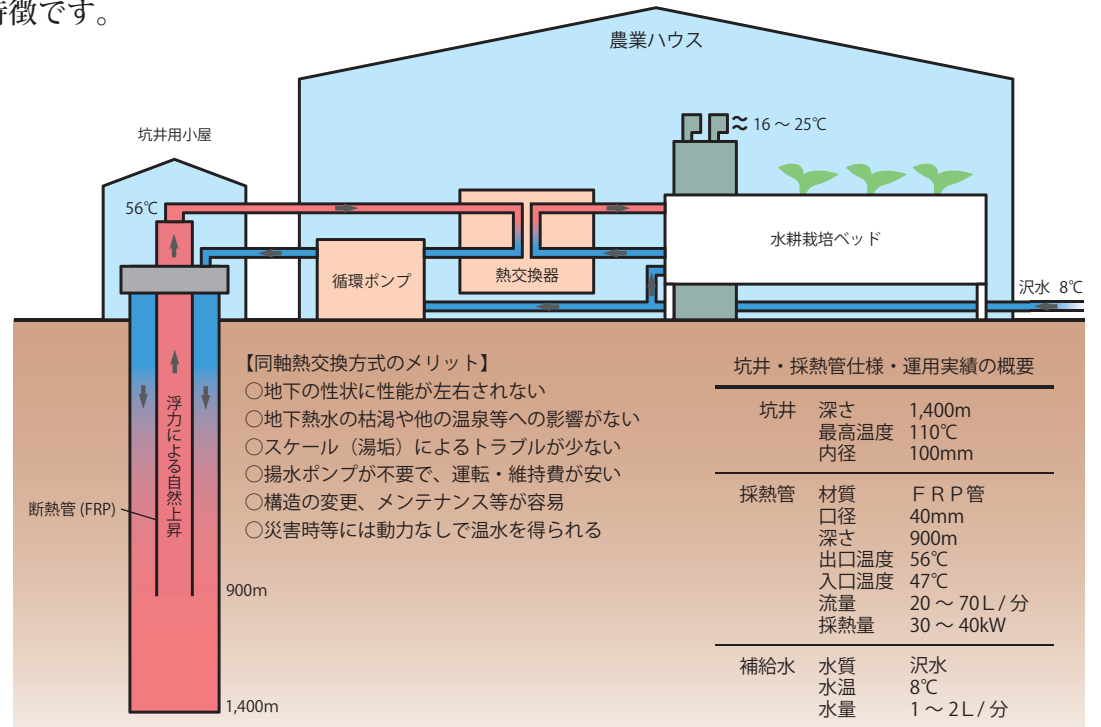 特徴です。
農業ハウス
坑井用小屋
16 ~ 25℃
56℃
水耕栽培ベッド
循環ポンプ
熱交換器
沢水 8℃
【同軸熱交換方式のメリット】
○地下の性状に性能が左右されない
○地下熱水の枯渇や他の温泉等への影響がない
○スケール（湯垢）によるトラブルが少ない
○揚水ポンプが不要で、運転・維持費が安い
○構造の変更、メンテナンス等が容易
○災害時等には動力なしで温水を得られる
浮力による自然上昇
断熱管 (FRP)
900m
1,400m
坑井・採熱管仕様・運用実績の概要
坑井 深さ 1,400m
最高温度 110℃
内径 100mm
採熱管 材質 ＦＲＰ管
口径 40mm
深さ 900m
出口温度 56℃
入口温度 47℃
流量 20 ～ 70Ｌ/ 分
採熱量 30 ～ 40kW
補給水 水質 沢水
水温 8℃
水量 1 ～ 2Ｌ/ 分